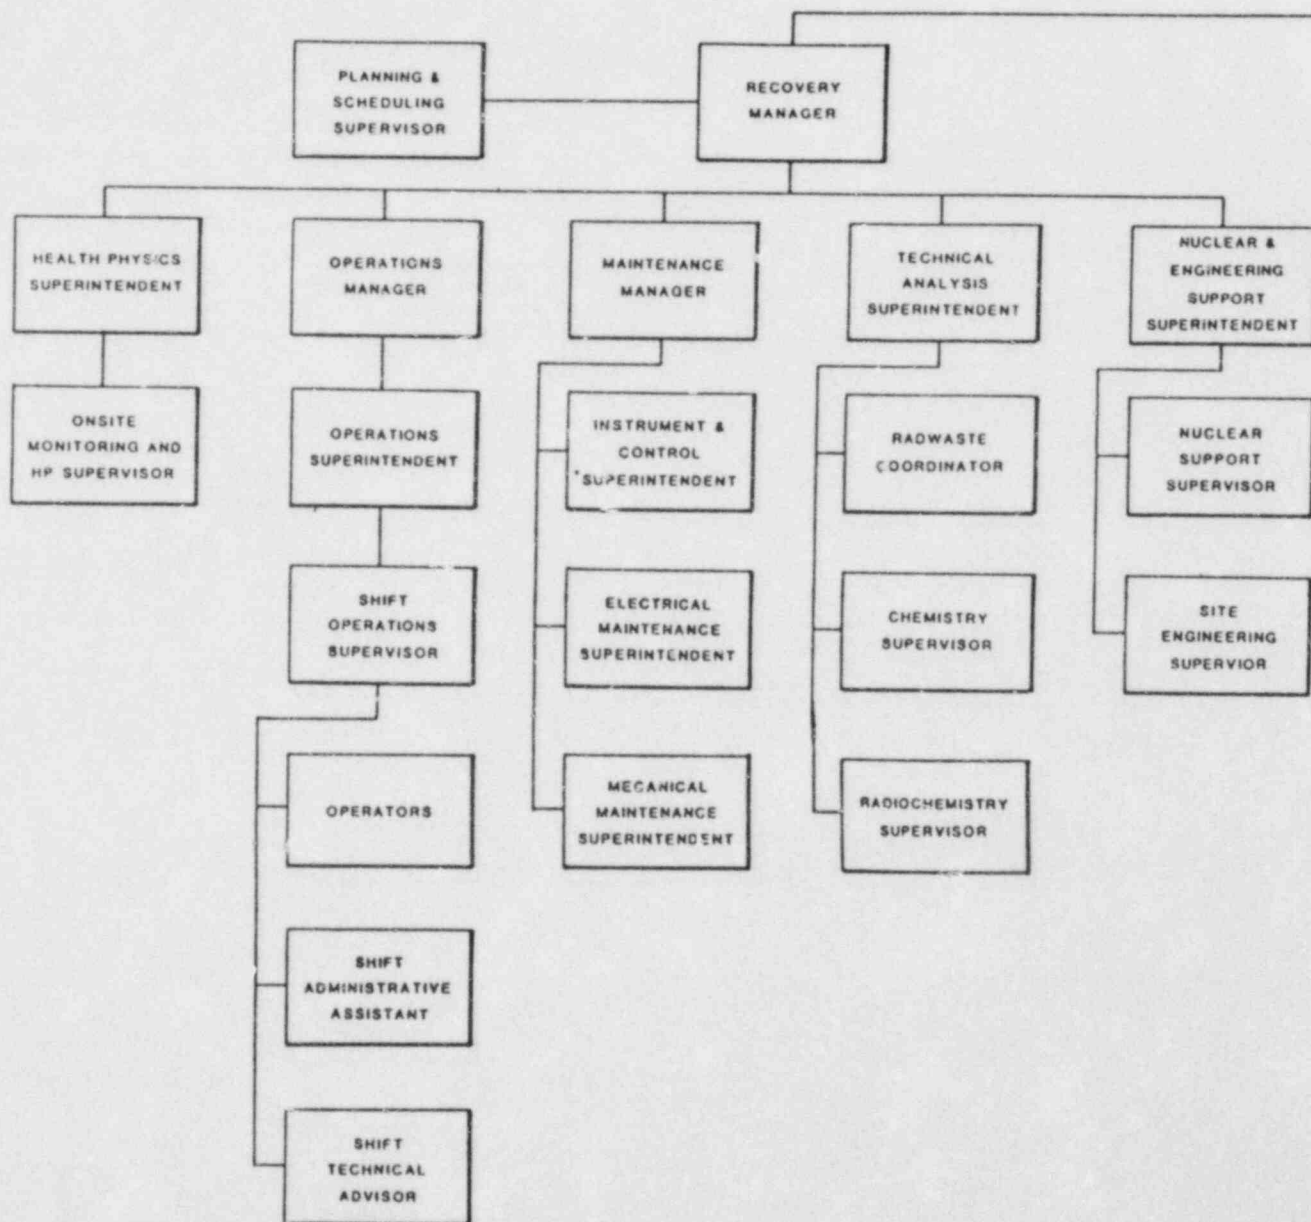 PLANNING &
SCHEDULING
SUPERVISOR
RECOVERY
MANAGER
HEALTH PHYSICS
SUPERINTENDENT
OPERATIONS
MANAGER
MAINTENANCE
MANAGER
TECHNICAL
ANALYSIS
SUPERINTENDENT
NUCLEAR &
ENGINEERING
SUPPORT
SUPERINTENDENT
ONSITE
MONITORING AND
HP SUPERVISOR
OPERATIONS
SUPERINTENDENT
INSTRUMENT &
CONTROL
SUPERINTENDENT
RADWASTE
COORDINATOR
NUCLEAR
SUPPORT
SUPERVISOR
SHIFT
OPERATIONS
SUPERVISOR
ELECTRICAL
MAINTENANCE
SUPERINTENDENT
CHEMISTRY
SUPERVISOR
SITE
ENGINEERING
SUPERVIOR
OPERATORS
MECANICAL
MAINTENANCE
SUPERINTENDENT
RADIOCHEMISTRY
SUPERVISOR
SHIFT
ADMINISTRATIVE
ASSISTANT
SHIFT
TECHNICAL
ADVISOR